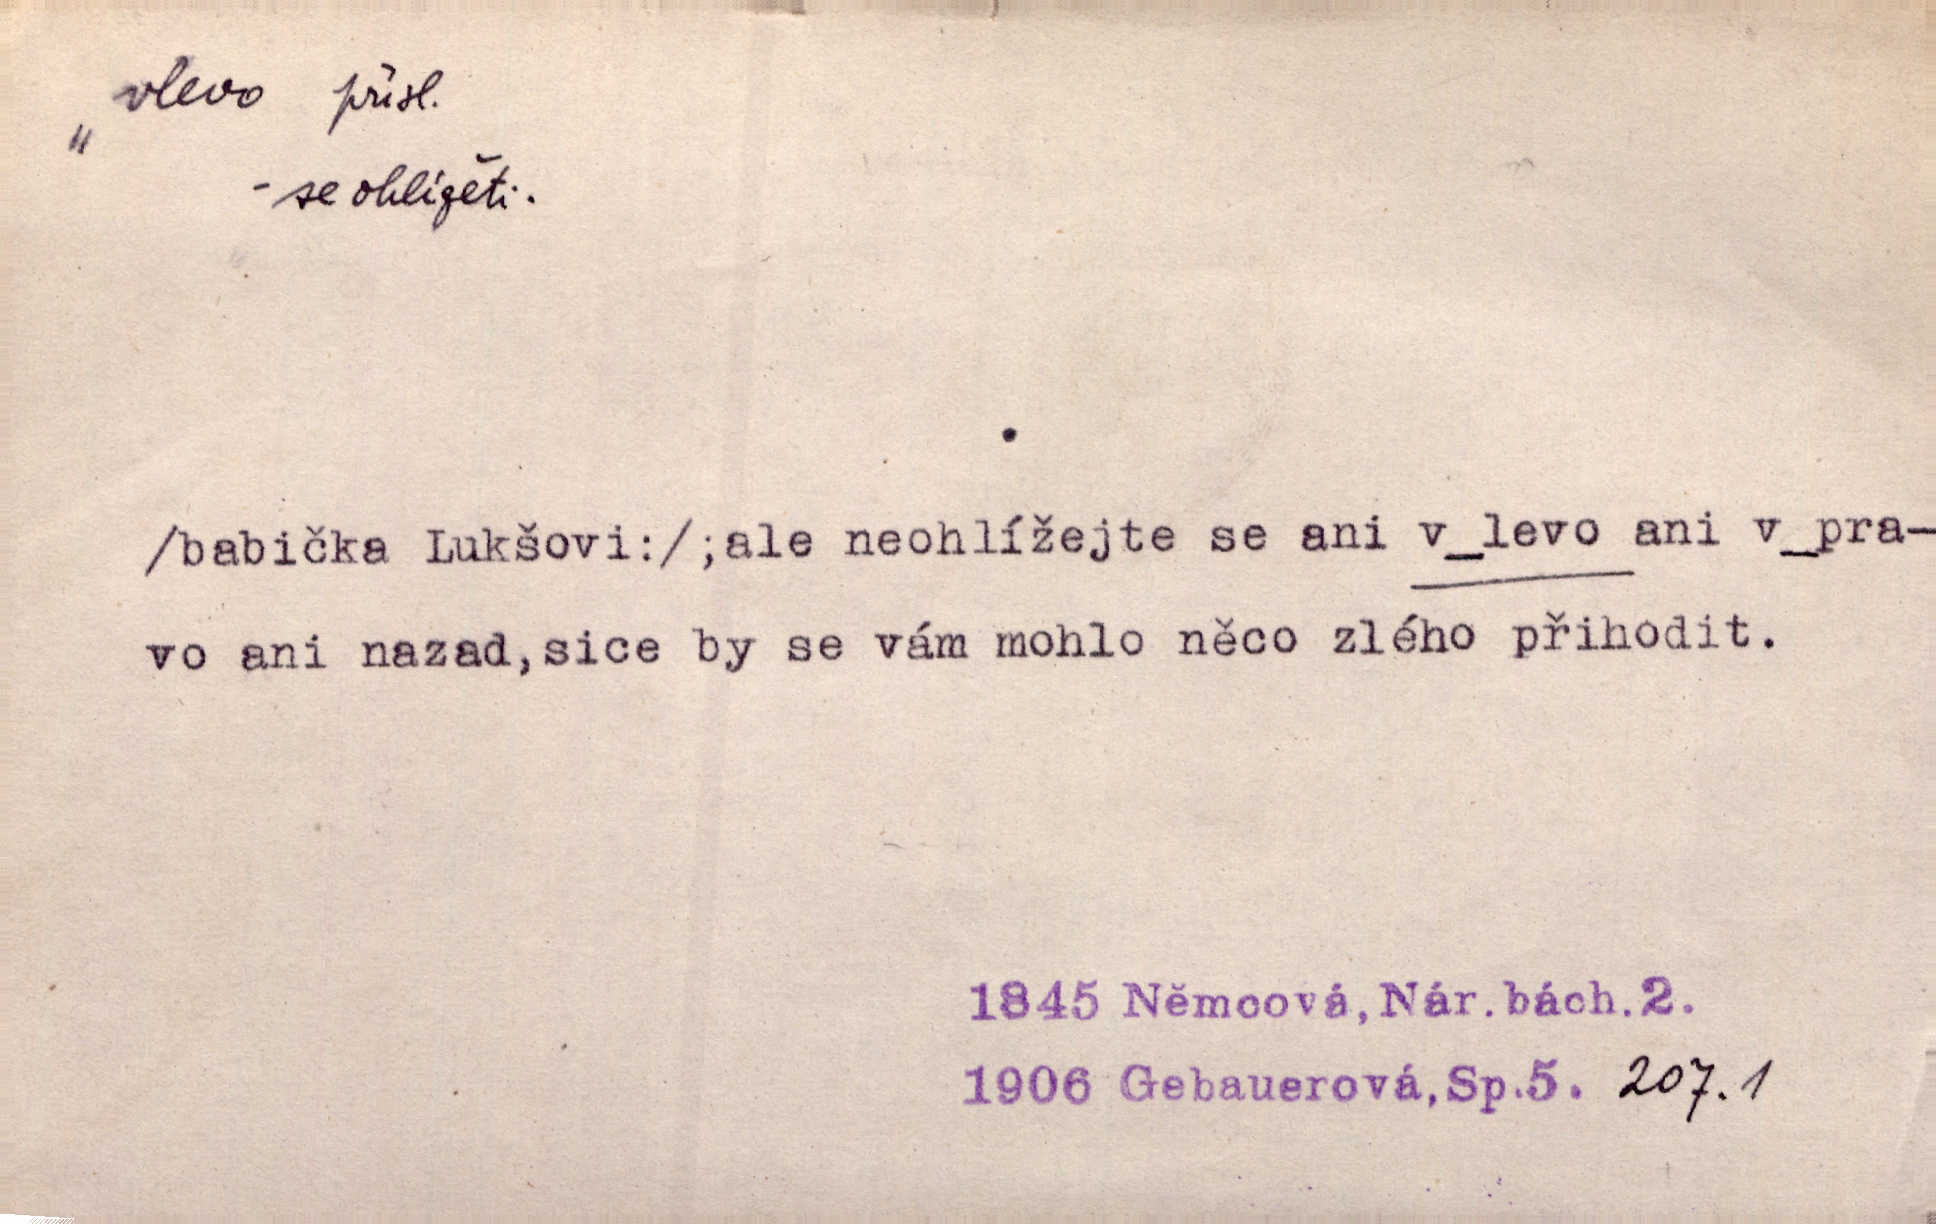 vlevo přísl.
"
- se ohlížeti.
/babička Lukšovi:/;ale neohlížejte se ani v_levo ani v_pra-
vo ani nazad,sice by se vám mohlo něco zlého přihodit.
1845 Němcová,Nár.bách.2.
1906 Gebauerová,Sp.5. 207.1